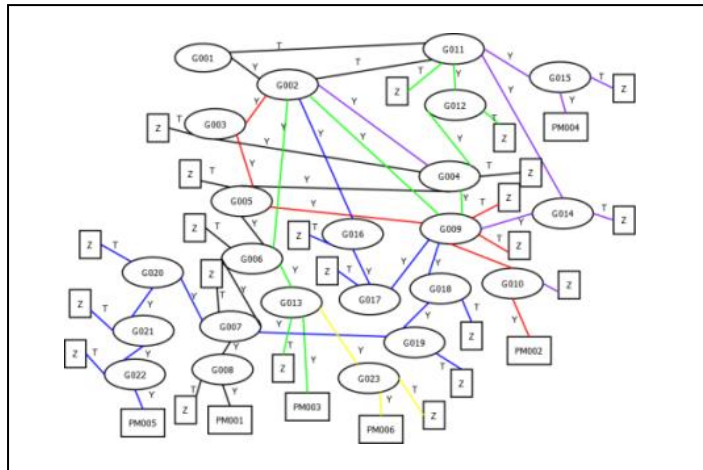 G001
T
G011
Y
Y
G015
T
Z
Y
T
T
Y
G002
Z
G012
Y
PM004
Z
T
G003
Y
Y
Y
Y
Y
T
Z
Y
Y
Y
Y
G004
T
Z
Z
T
Y
G005
Y
T
Z
Y
G014
T
Z
Z
T
Y
Z
T
G016
G009
Y
T
Z
Z
T
G020
Z
G006
Z
T
Y
Y
G018
G010
Z
Z
T
Y
Y
T
Y
G013
G017
T
Y
G021
G007
Y
Y
G019
Z
Y
Z
T
Y
Y
T
Y
Y
T
PM002
G022
G008
Z
G023
Z
Y
T
Y
Y
T
PM005
Z
PM001
PM003
PM006
Z